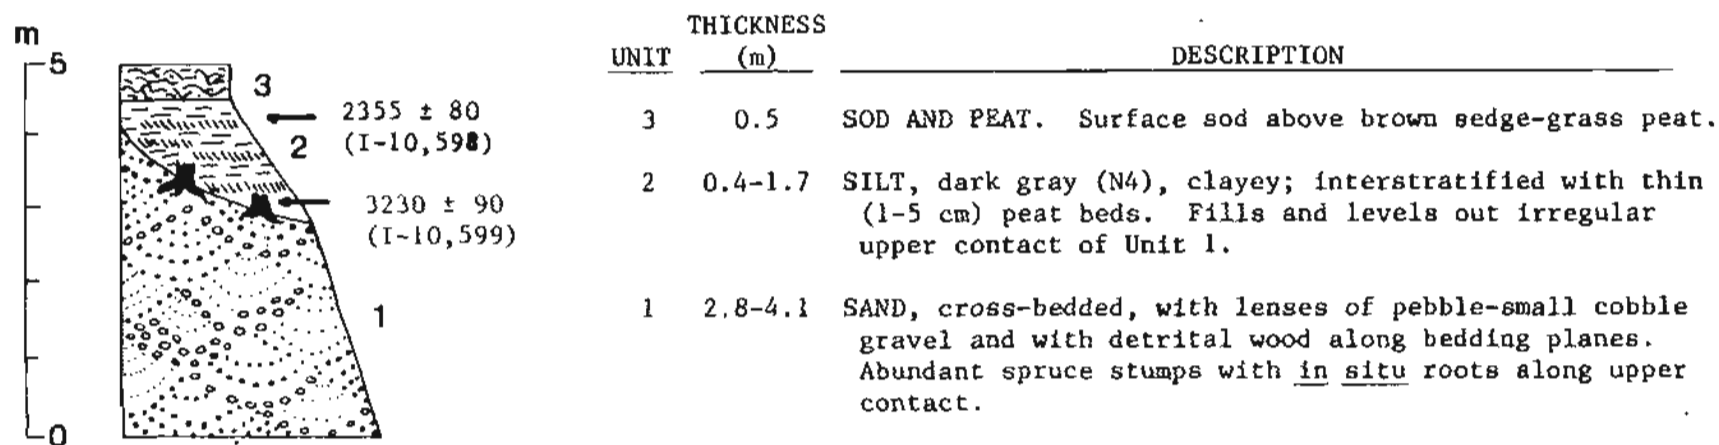 m
5
0
3
2
1
2355 ± 80
(I-10,598)
3230 ± 90
(I-10,599)
THICKNESS
UNIT (m) DESCRIPTION
3 0.5 SOD AND PEAT. Surface sod above brown sedge-grass peat.
2 0.4-1.7 SILT, dark gray (N4), clayey; interstratified with thin
(1-5 cm) peat beds. Fills and levels out irregular
upper contact of Unit 1.
1 2.8-4.1 SAND, cross-bedded, with lenses of pebble-small cobble
gravel and with detrital wood along bedding planes.
Abundant spruce stumps with in situ roots along upper
contact.